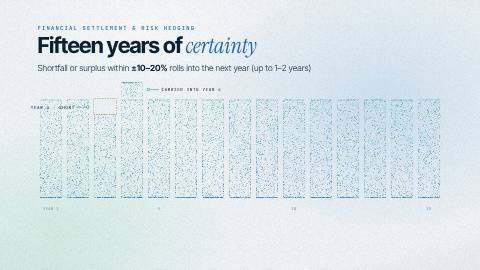 FINANCIAL SETTLEMENT & RISK HEDGING
Fifteen years of certainty
Shortfall or surplus within ±10–20% rolls into the next year (up to 1–2 years)
CARRIED INTO YEAR 4
YEAR 3 · SHORT
YEAR 1
5
10
15